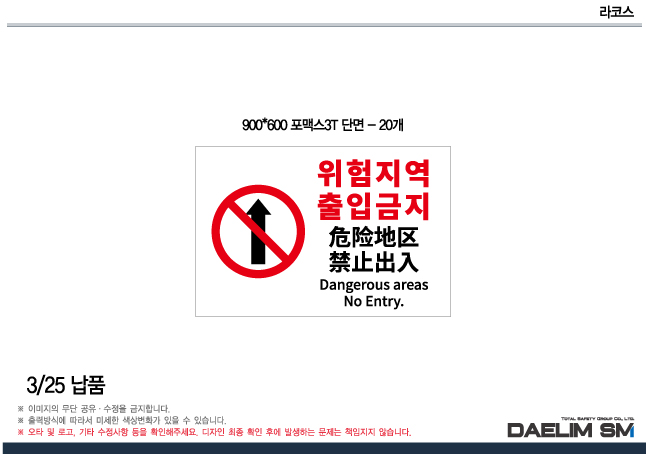 라코스
900*600 포맥스3T 단면 - 20개
위험지역
출입금지
危险地区
禁止出入
Dangerous areas
No Entry.
3/25 납품
※ 이미지의 무단 공유 · 수정을 금지합니다.
※ 출력방식에 따라서 미세한 색상변화가 있을 수 있습니다.
※ 오타 및 로고, 기타 수정사항 등을 확인해주세요. 디자인 최종 확인 후에 발생하는 문제는 책임지지 않습니다.
Total Safety Group Co., Ltd.
DAELIM SM